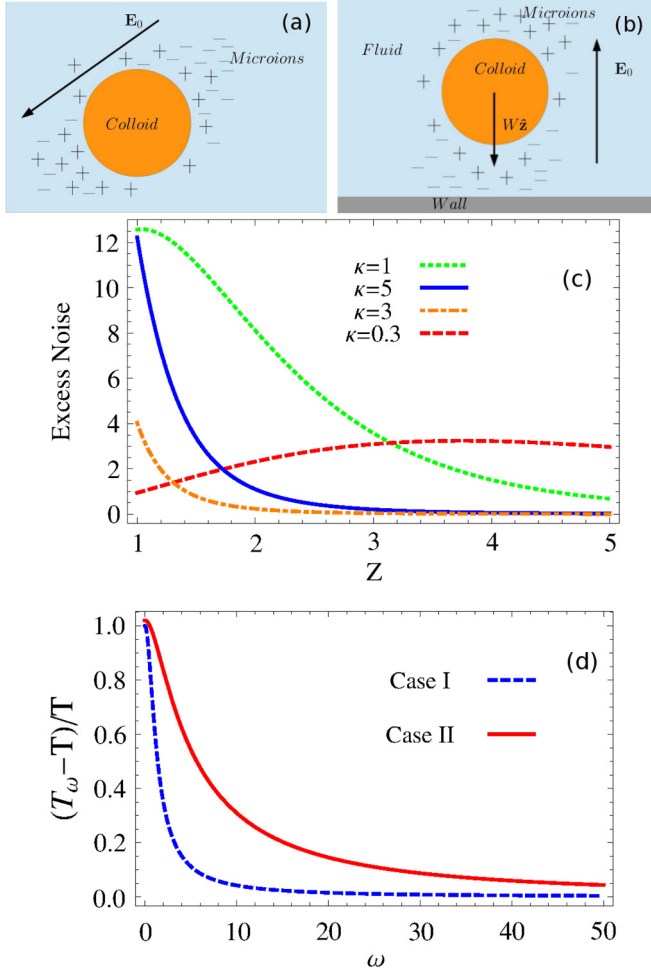 (a)
E₀
Microions
Colloid
Microions
(b)
Fluid
Colloid
E₀
Wẑ
Wall
(c)
κ=1
κ=5
κ=3
κ=0.3
Excess Noise
12
10
8
6
4
2
0
1 2 3 4 5
Z
(d)
Case I
Case II
(T_ω−T)/T
1.0
0.8
0.6
0.4
0.2
0.0
0 10 20 30 40 50
ω